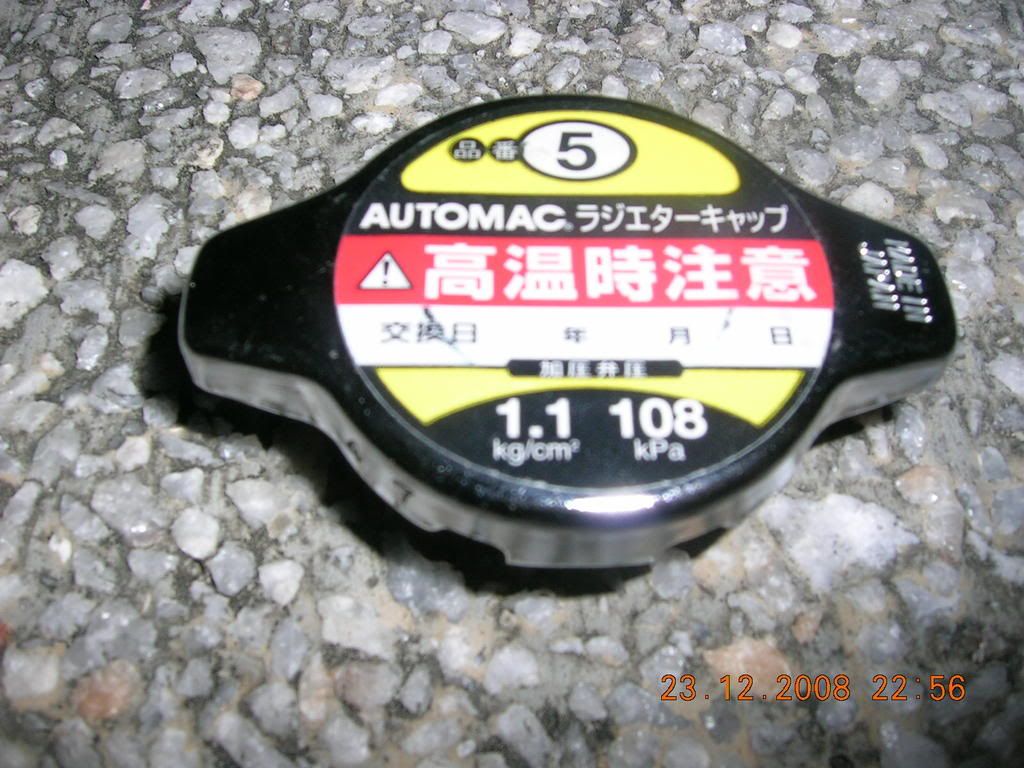 品番 5
AUTOMAC® ラジエターキャップ
高温時注意
交換日 年 月 日
加圧弁圧
1.1 108
kg/cm² kPa
MADE IN
JAPAN
23.12.2008 22:56